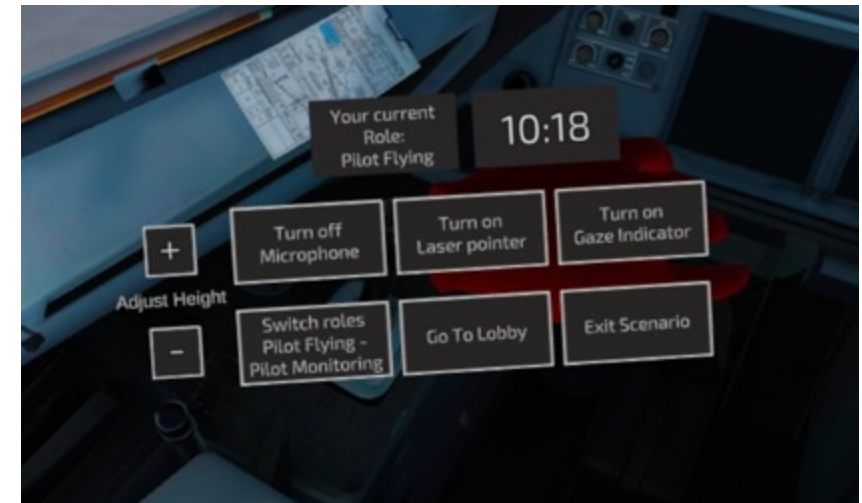 Your current
Role:
Pilot Flying
10:18
+
Adjust Height
-
Turn off
Microphone
Turn on
Laser pointer
Turn on
Gaze Indicator
Switch roles
Pilot Flying -
Pilot Monitoring
Go To Lobby
Exit Scenario